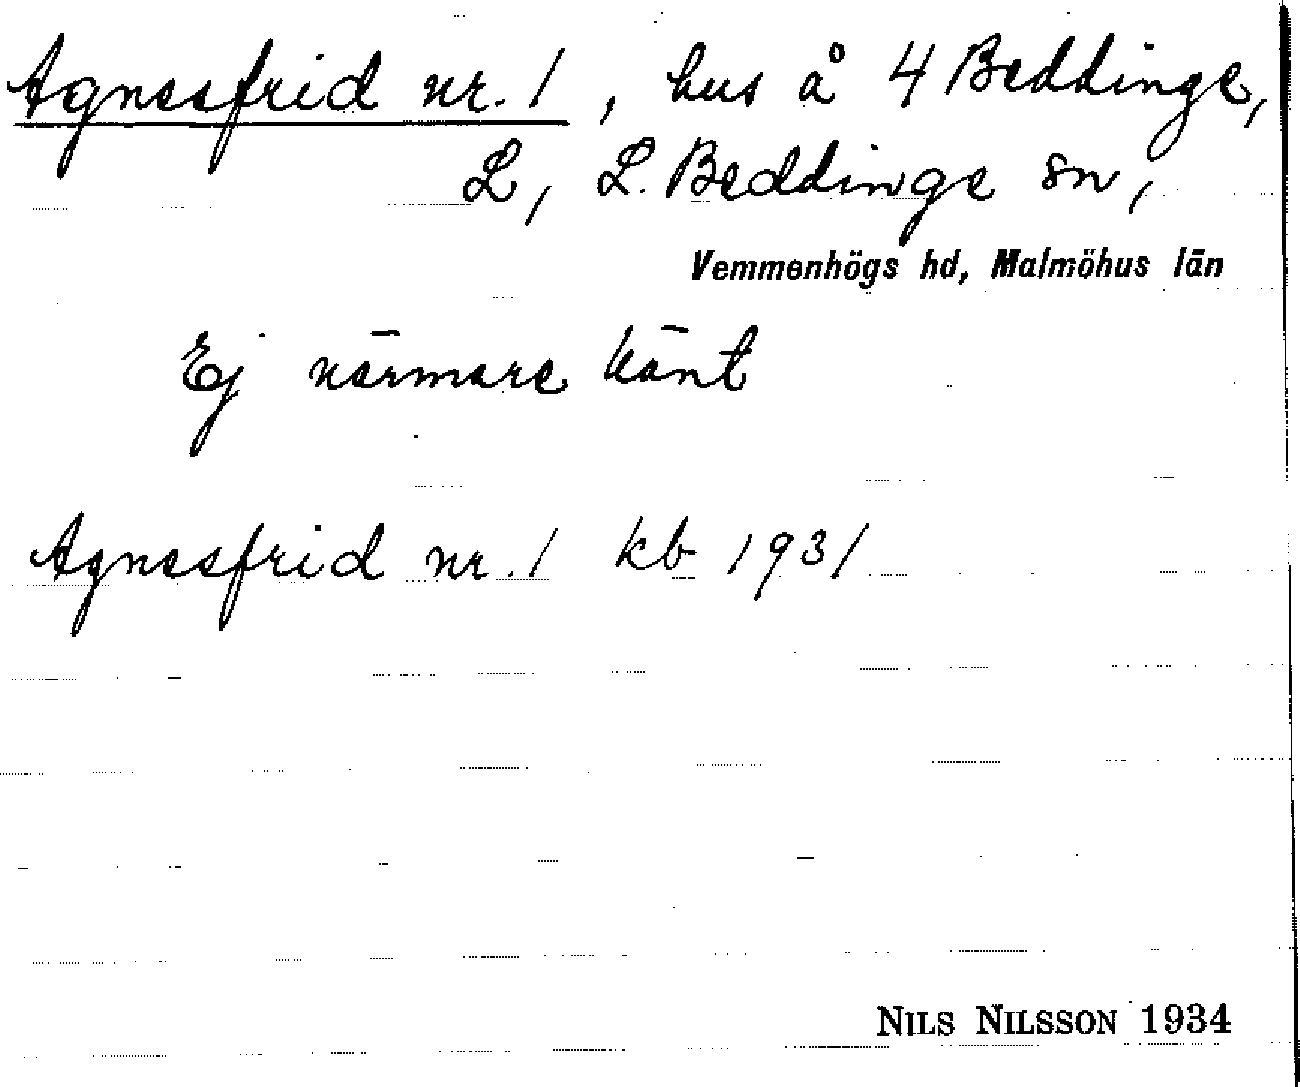 Agnesfrid nr. 1, hus å 4 Beddinge,
L, L. Beddinge sn,
Vemmenhögs hd, Malmöhus län
Ej närmare känt
Agnesfrid nr. 1 kb 1931
NILS NILSSON 1934